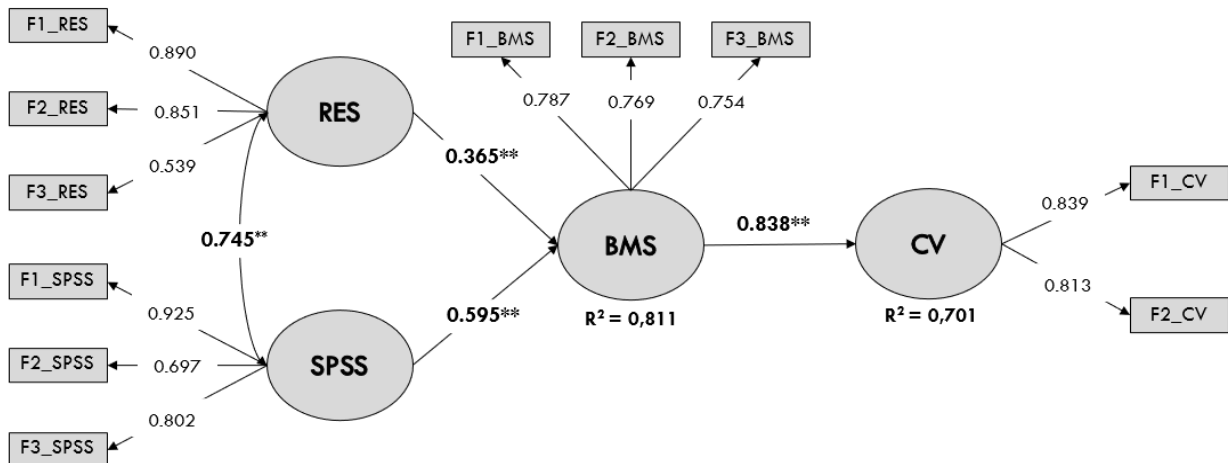 F1_RES
0.890
F2_RES
0.851
F3_RES
0.539
RES
0.745**
F1_SPSS
0.925
F2_SPSS
0.697
F3_SPSS
0.802
SPSS
0.365**
0.595**
F1_BMS
F2_BMS
F3_BMS
0.787
0.769
0.754
BMS
R² = 0,811
0.838**
CV
R² = 0,701
0.839
F1_CV
0.813
F2_CV